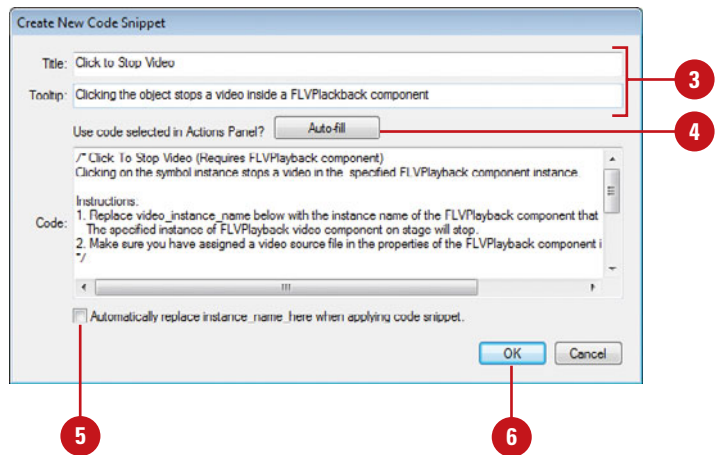 Create New Code Snippet
Title: Click to Stop Video
Tooltip: Clicking the object stops a video inside a FLVPlackback component
3
Use code selected in Actions Panel? Auto-fill
4
Code:
/* Click To Stop Video (Requires FLVPlayback component)
Clicking on the symbol instance stops a video in the specified FLVPlayback component instance.
Instructions:
1. Replace video_instance_name below with the instance name of the FLVPlayback component that
The specified instance of FLVPlayback video component on stage will stop.
2. Make sure you have assigned a video source file in the properties of the FLVPlayback component i
*/
Automatically replace instance_name_here when applying code snippet.
OK Cancel
5
6